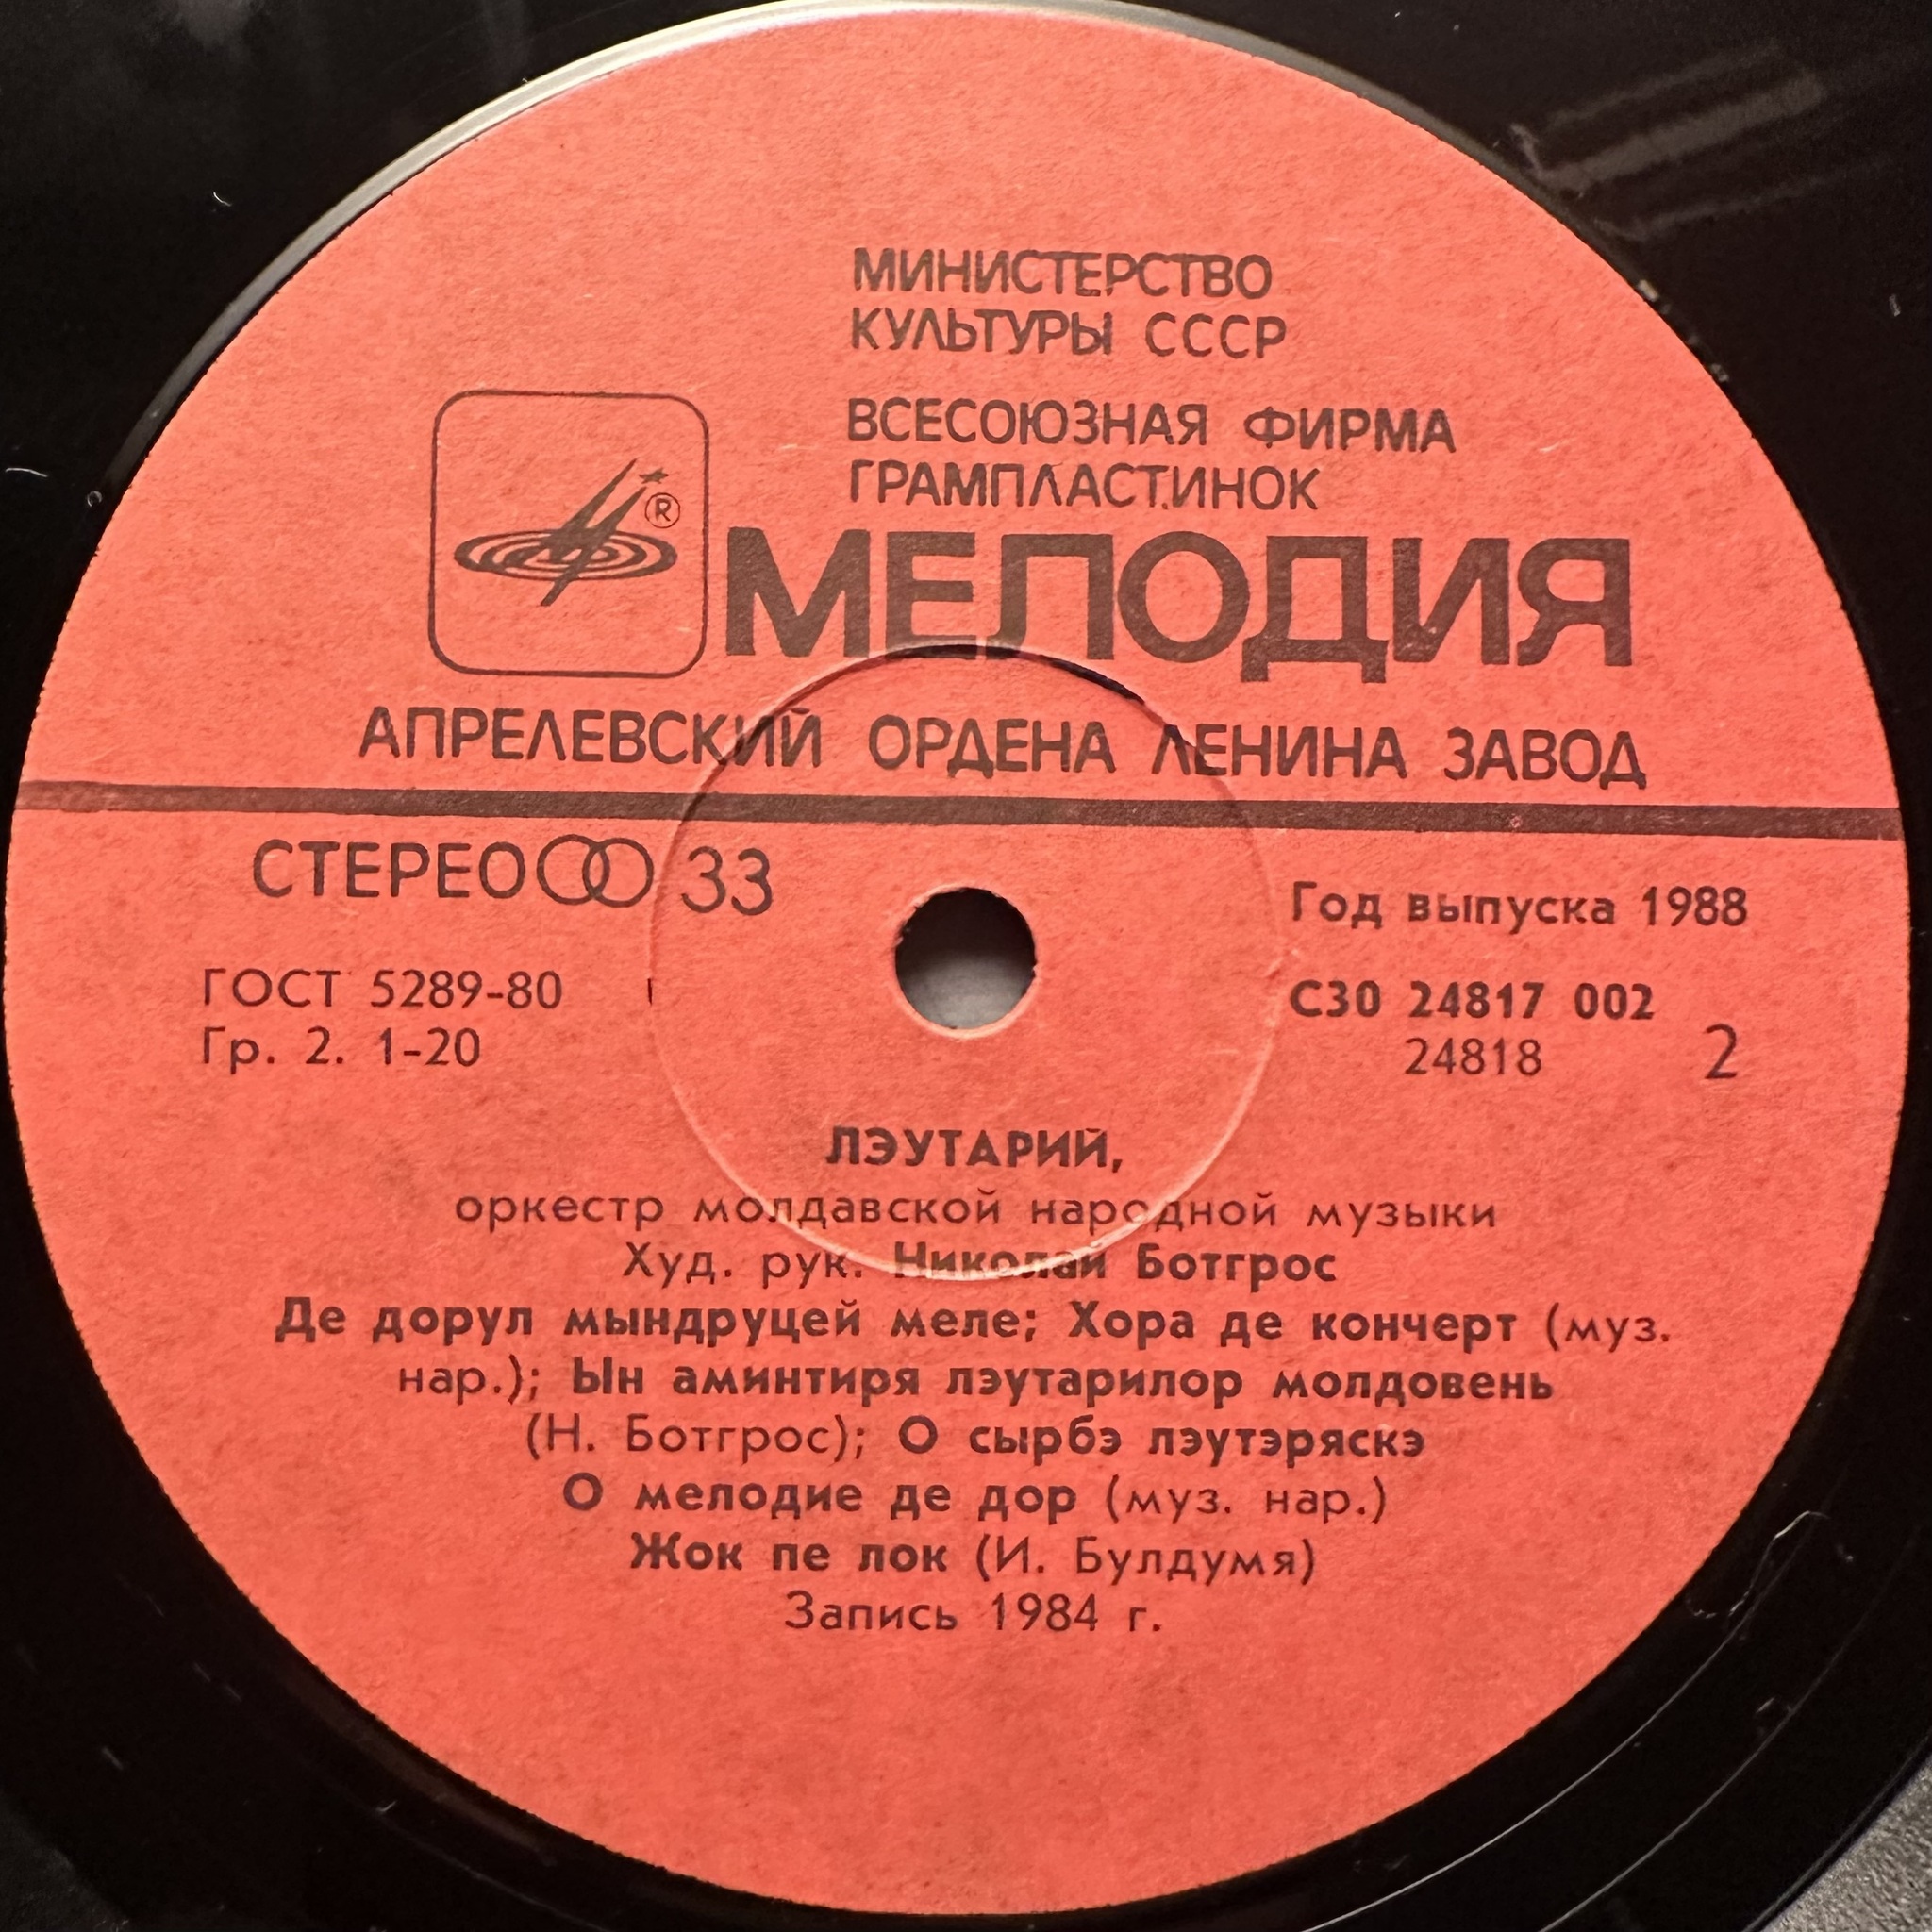 МИНИСТЕРСТВО
КУЛЬТУРЫ СССР
ВСЕСОЮЗНАЯ ФИРМА
ГРАМПЛАСТИНОК
®
МЕЛОДИЯ
АПРЕЛЕВСКИЙ ОРДЕНА ЛЕНИНА ЗАВОД
СТЕРЕО 33
ГОСТ 5289-80
Гр. 2. 1-20
Год выпуска 1988
С30 24817 002
24818 2
ЛЭУТАРИЙ,
оркестр молдавской народной музыки
Худ. рук. Николай Ботгрос
Де дорул мындруцей меле; Хора де кончерт (муз.
нар.); Ын аминтиря лэутарилор молдовень
(Н. Ботгрос); О сырбэ лэутэряскэ
О мелодие де дор (муз. нар.)
Жок пе лок (И. Булдумя)
Запись 1984 г.